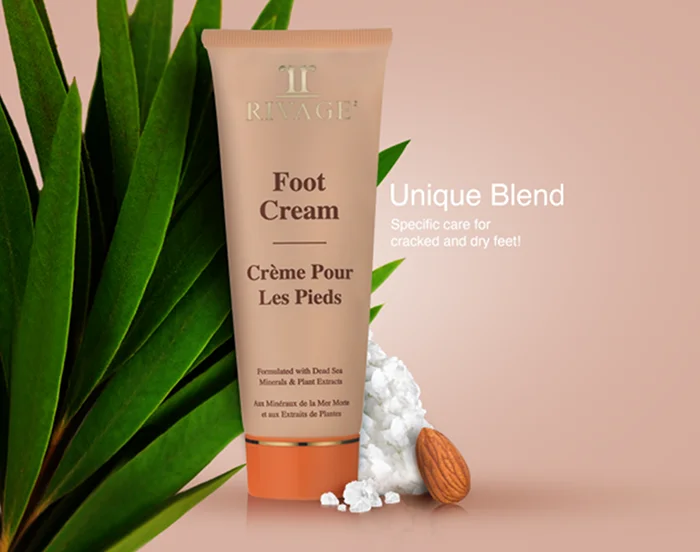 RIVAGE
Foot
Cream
Crème Pour
Les Pieds
Formulated with Dead Sea
Minerals & Plant Extracts
Aux Minéraux de la Mer Morte
et aux Extraits de Plantes
Unique Blend
Specific care for
cracked and dry feet!